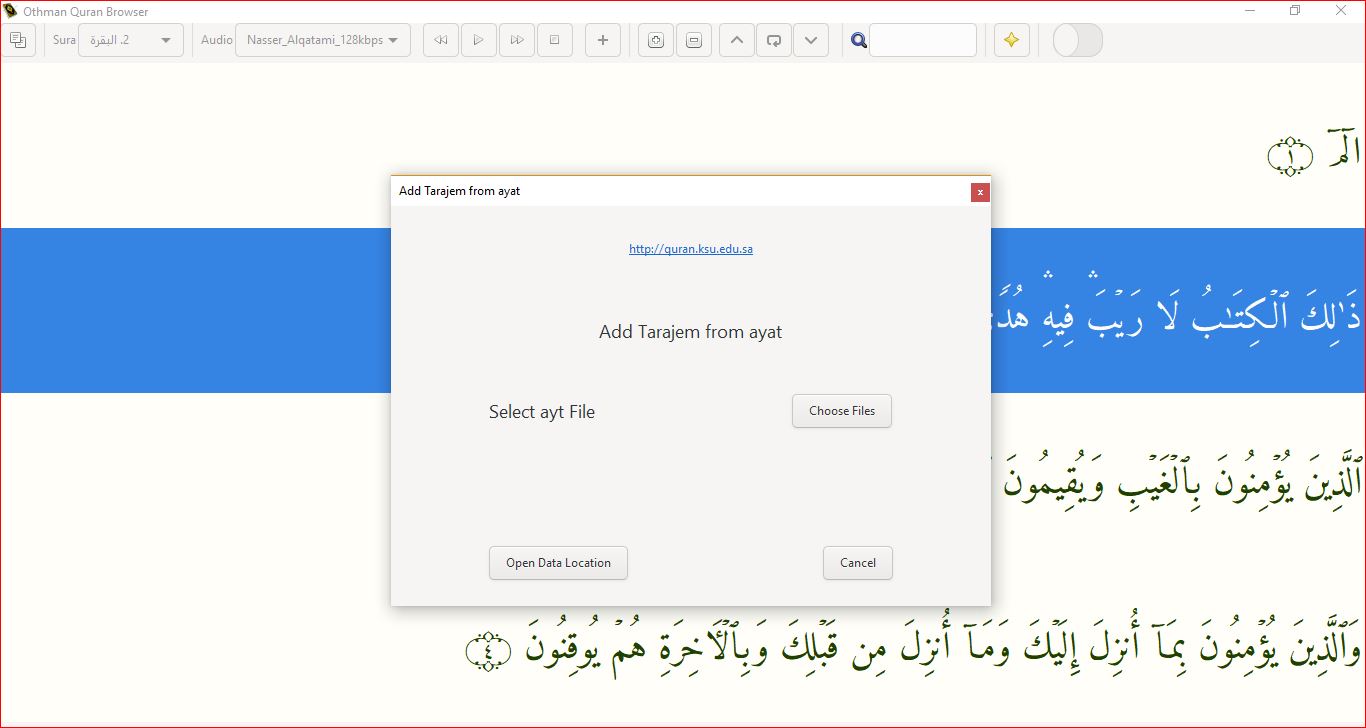 Othman Quran Browser
Sura 2. البقرة Audio Nasser_Alqatami_128kbps
الٓمٓ ١
Add Tarajem from ayat x
http://quran.ksu.edu.sa
ذَٰلِكَ ٱلْكِتَٰبُ لَا رَيْبَ ۛ فِيهِ ۛ
Add Tarajem from ayat
Select ayt File Choose Files
ٱلَّذِينَ يُؤْمِنُونَ بِٱلْغَيْبِ وَيُقِيمُونَ
Open Data Location Cancel
وَٱلَّذِينَ يُؤْمِنُونَ بِمَآ أُنزِلَ إِلَيْكَ وَمَآ أُنزِلَ مِن قَبْلِكَ وَبِٱلْءَاخِرَةِ هُمْ يُوقِنُونَ ٤